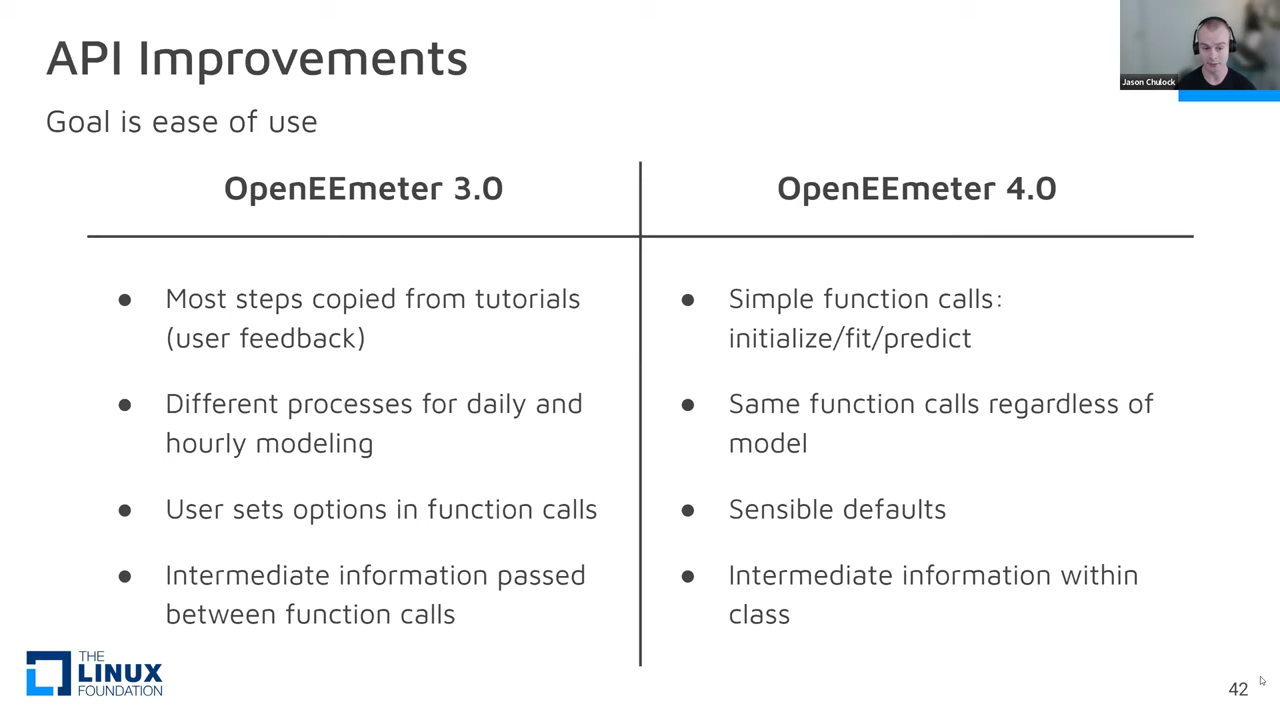 API Improvements
Jason Chulock
Goal is ease of use
OpenEEmeter 3.0
● Most steps copied from tutorials
(user feedback)
● Different processes for daily and
hourly modeling
● User sets options in function calls
● Intermediate information passed
between function calls
OpenEEmeter 4.0
● Simple function calls:
initialize/fit/predict
● Same function calls regardless of
model
● Sensible defaults
● Intermediate information within
class
THE
LINUX
FOUNDATION
42